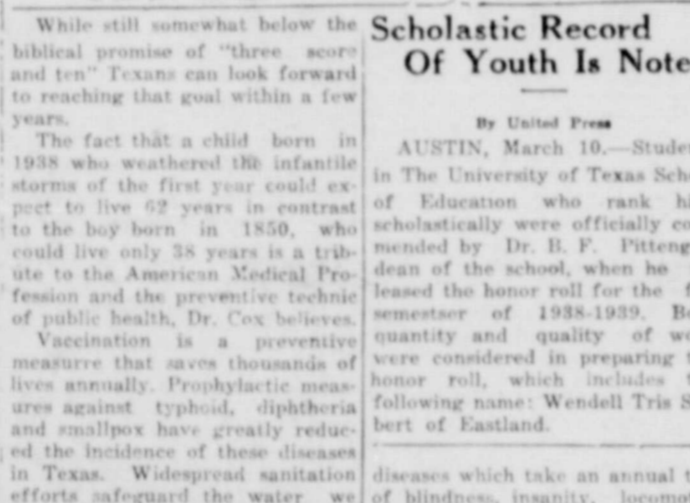 While still somewhat below the
biblical promise of "three score
and ten" Texans can look forward
to reaching that goal within a few
years.
The fact that a child born in
1938 who weathered the infantile
storms of the first year could ex-
pect to live 62 years in contrast
to the boy born in 1850, who
could live only 38 years is a trib-
ute to the American Medical Pro-
fession and the preventive technic
of public health, Dr. Cox believes.
Vaccination is a preventive
measurre that saves thousands of
lives annually. Prophylactic meas-
ures against typhoid, diphtheria
and smallpox have greatly reduc-
ed the incidence of these diseases
in Texas. Widespread sanitation
efforts safeguard the water, we
Scholastic Record
Of Youth Is Note
By United Press
AUSTIN, March 10.—Stude
in The University of Texas Sch
of Education who rank hi
scholastically were officially co
mended by Dr. B. F. Pitteng
dean of the school, when he
leased the honor roll for the f
semestser of 1938-1939. Bo
quantity and quality of wo
were considered in preparing t
honor roll, which includes t
following name: Wendell Tris S
bert of Eastland.
diseases which take an annual t
of blindness, insanity, locomo